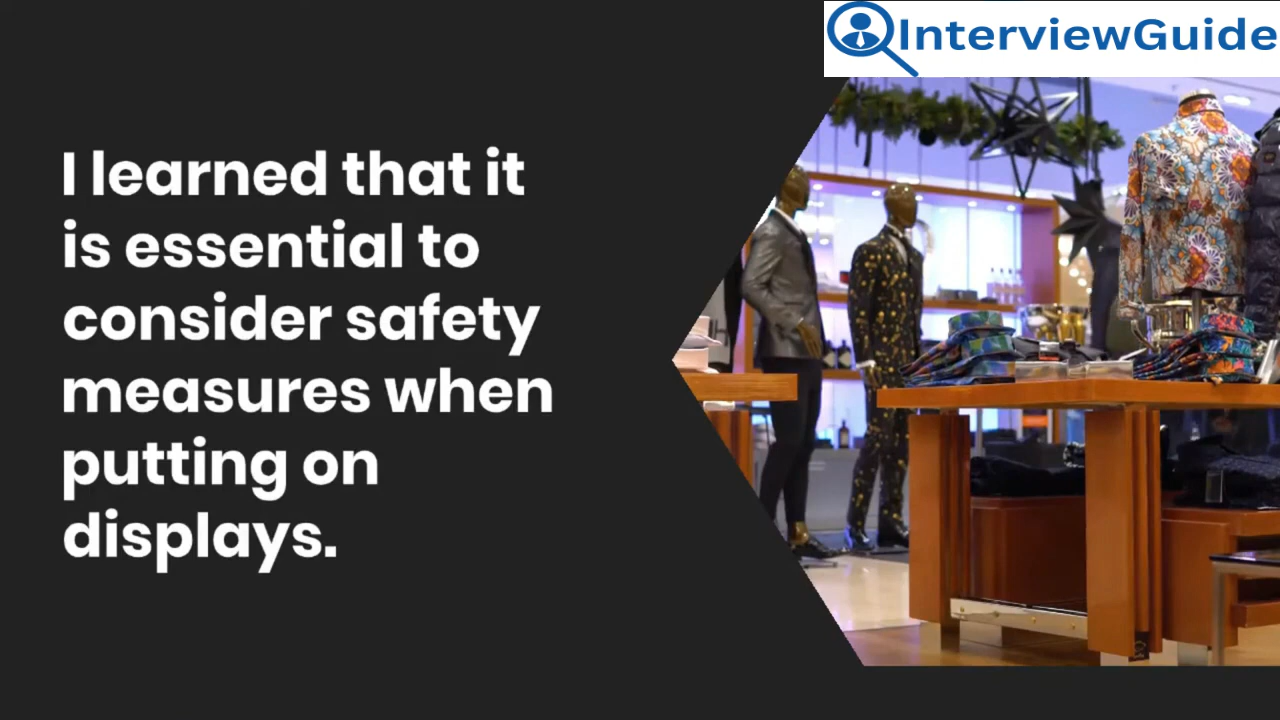 InterviewGuide
I learned that it
is essential to
consider safety
measures when
putting on
displays.